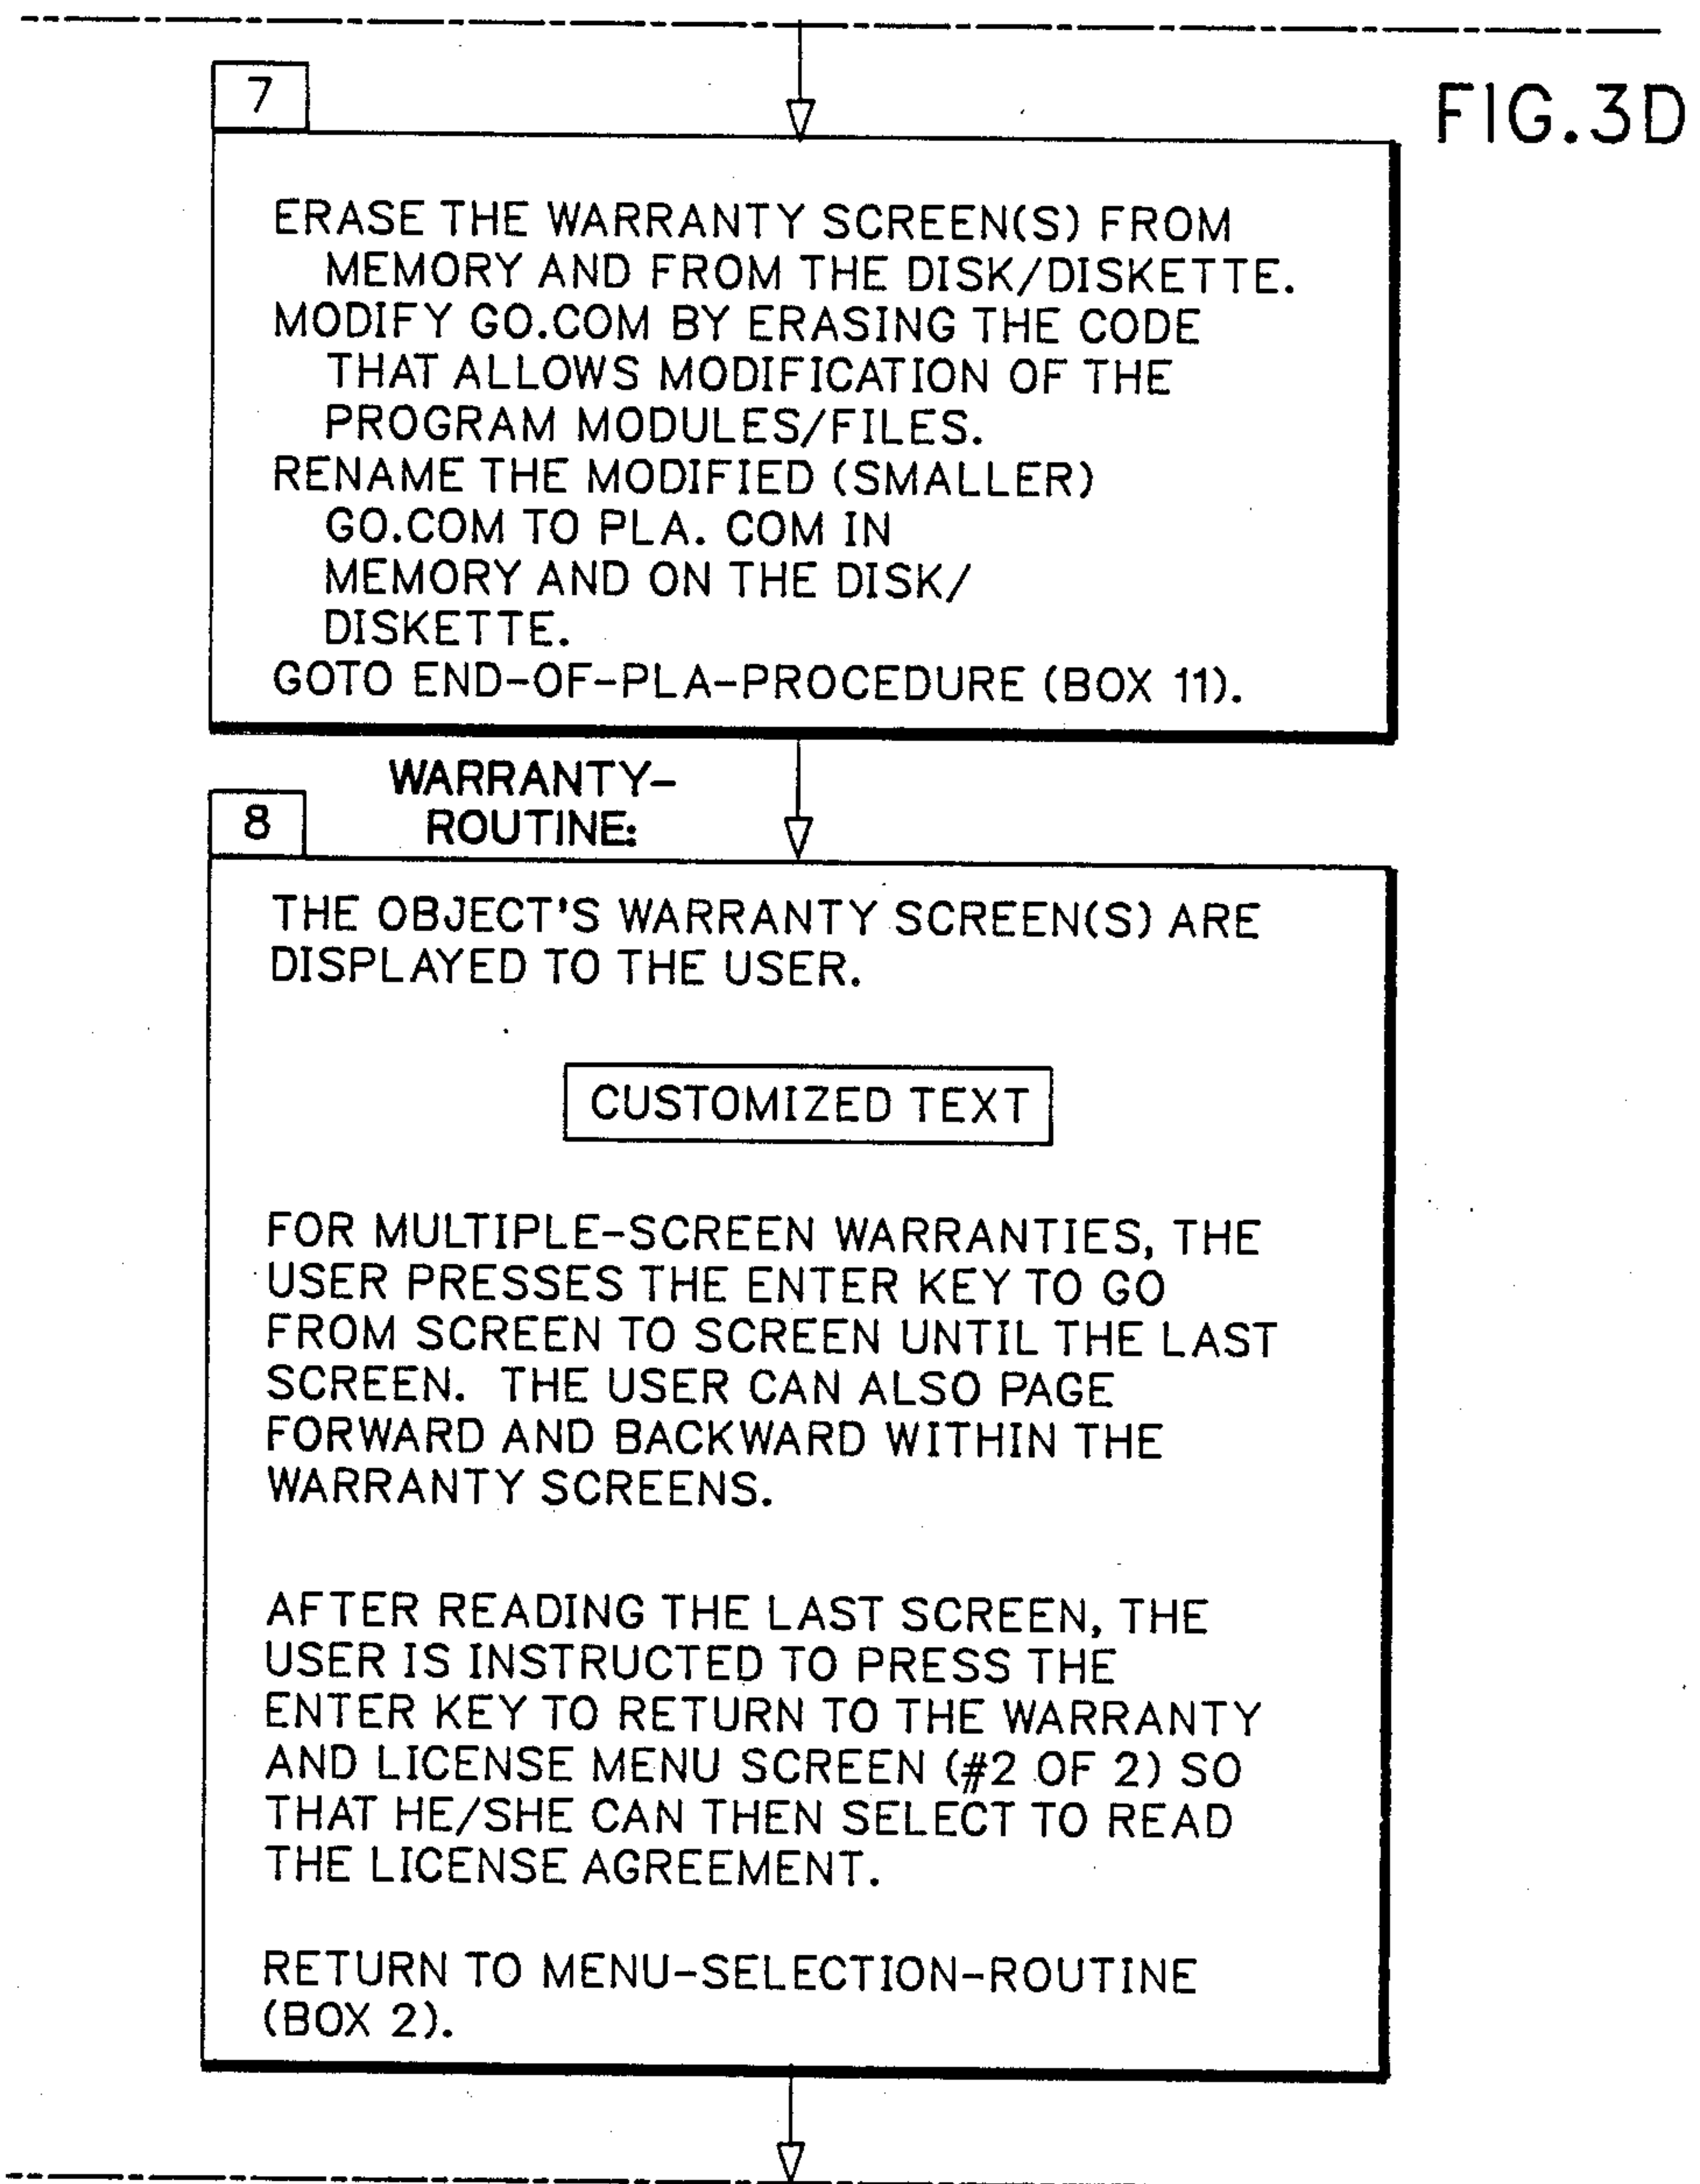 FIG.3D
7
ERASE THE WARRANTY SCREEN(S) FROM
MEMORY AND FROM THE DISK/DISKETTE.
MODIFY GO.COM BY ERASING THE CODE
THAT ALLOWS MODIFICATION OF THE
PROGRAM MODULES/FILES.
RENAME THE MODIFIED (SMALLER)
GO.COM TO PLA. COM IN
MEMORY AND ON THE DISK/
DISKETTE.
GOTO END-OF-PLA-PROCEDURE (BOX 11).
WARRANTY-
ROUTINE:
8
THE OBJECT'S WARRANTY SCREEN(S) ARE
DISPLAYED TO THE USER.
CUSTOMIZED TEXT
FOR MULTIPLE-SCREEN WARRANTIES, THE
USER PRESSES THE ENTER KEY TO GO
FROM SCREEN TO SCREEN UNTIL THE LAST
SCREEN. THE USER CAN ALSO PAGE
FORWARD AND BACKWARD WITHIN THE
WARRANTY SCREENS.
AFTER READING THE LAST SCREEN, THE
USER IS INSTRUCTED TO PRESS THE
ENTER KEY TO RETURN TO THE WARRANTY
AND LICENSE MENU SCREEN (#2 OF 2) SO
THAT HE/SHE CAN THEN SELECT TO READ
THE LICENSE AGREEMENT.
RETURN TO MENU-SELECTION-ROUTINE
(BOX 2).